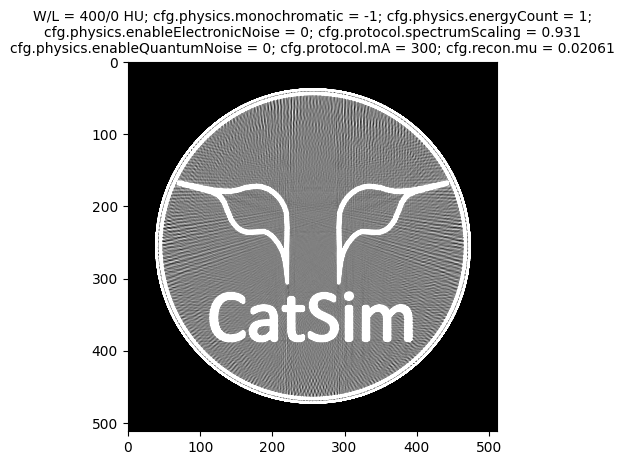 W/L = 400/0 HU; cfg.physics.monochromatic = -1; cfg.physics.energyCount = 1;
cfg.physics.enableElectronicNoise = 0; cfg.protocol.spectrumScaling = 0.931
cfg.physics.enableQuantumNoise = 0; cfg.protocol.mA = 300; cfg.recon.mu = 0.02061
0
100
200
300
400
500
CatSim
0 100 200 300 400 500